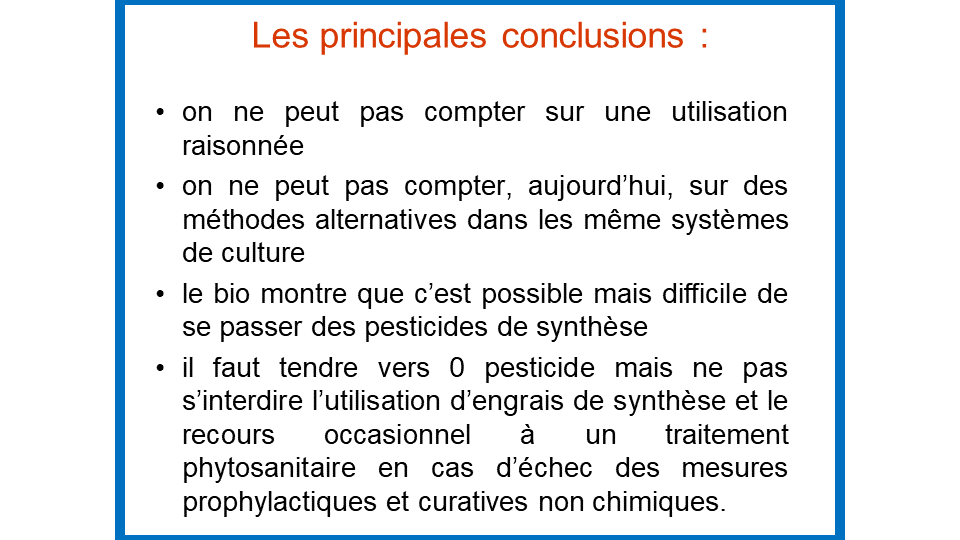 Les principales conclusions :
• on ne peut pas compter sur une utilisation
raisonnée
• on ne peut pas compter, aujourd’hui, sur des
méthodes alternatives dans les même systèmes
de culture
• le bio montre que c’est possible mais difficile de
se passer des pesticides de synthèse
• il faut tendre vers 0 pesticide mais ne pas
s’interdire l’utilisation d’engrais de synthèse et le
recours occasionnel à un traitement
phytosanitaire en cas d’échec des mesures
prophylactiques et curatives non chimiques.